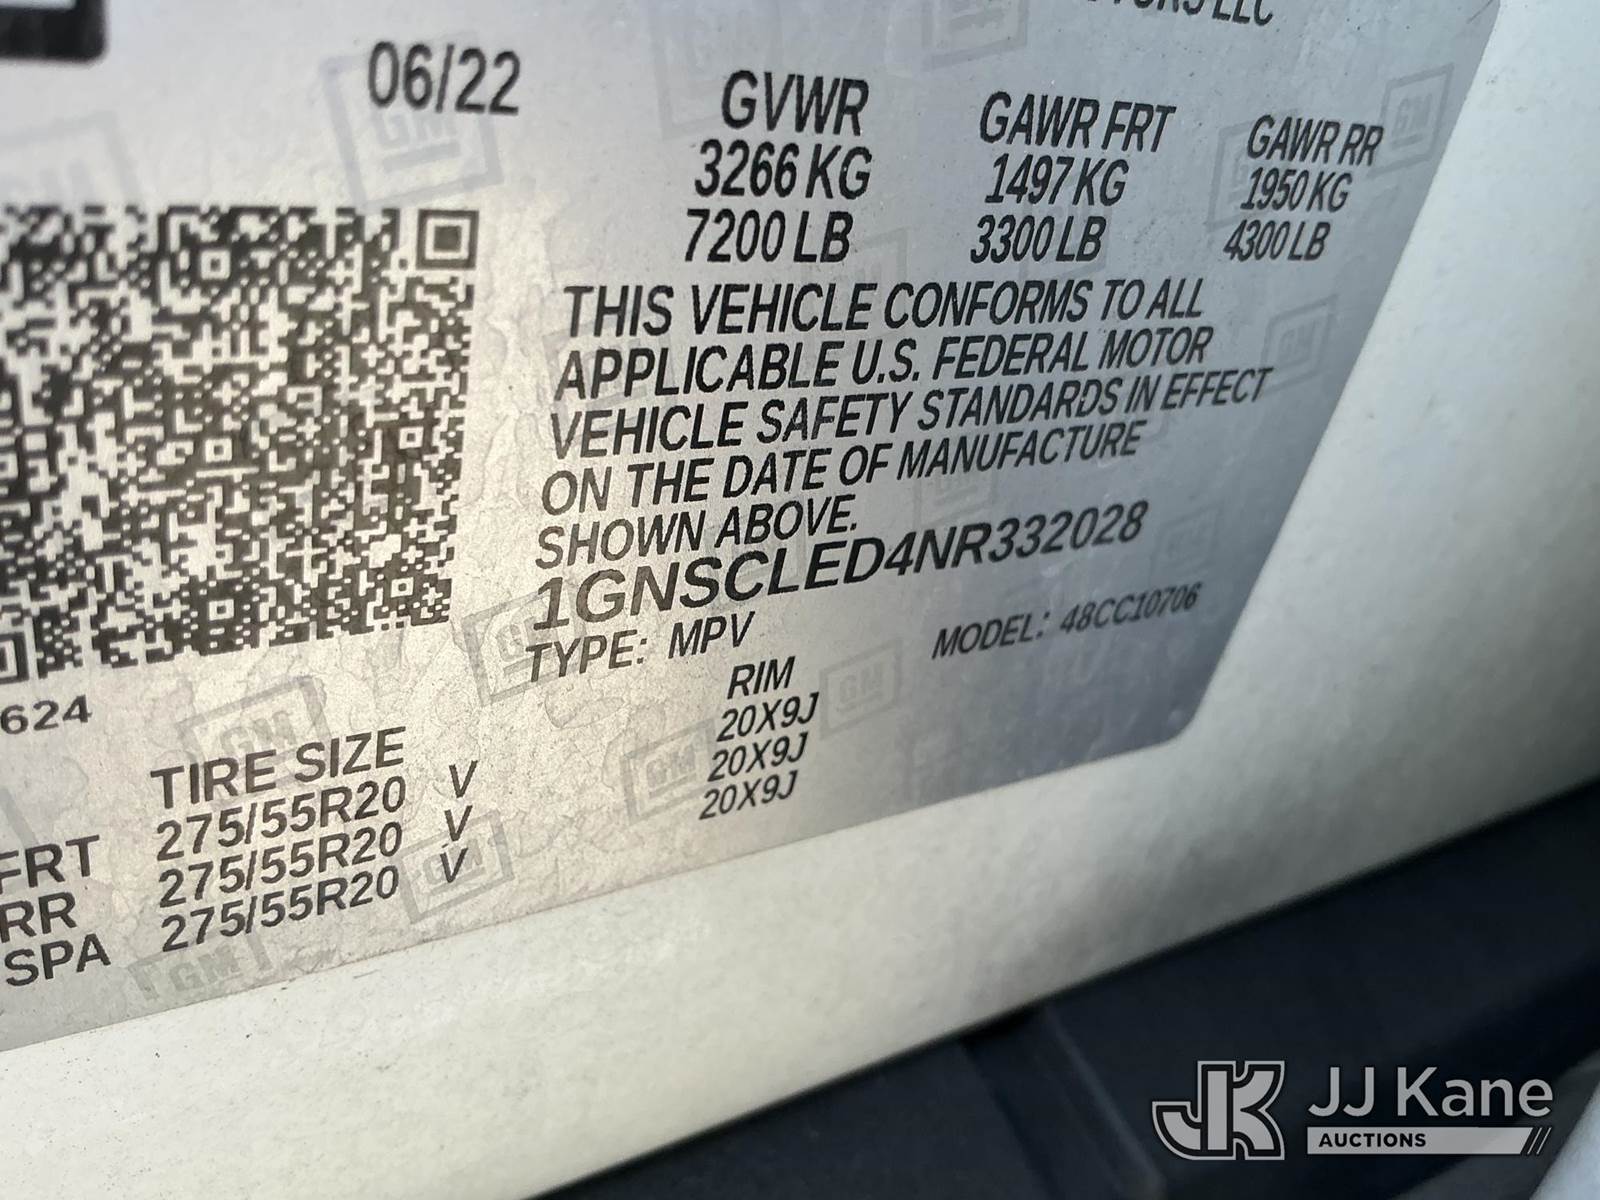 LLC
06/22
GVWR GAWR FRT GAWR RR
3266 KG 1497 KG 1950 KG
7200 LB 3300 LB 4300 LB
THIS VEHICLE CONFORMS TO ALL
APPLICABLE U.S. FEDERAL MOTOR
VEHICLE SAFETY STANDARDS IN EFFECT
ON THE DATE OF MANUFACTURE
SHOWN ABOVE.
1GNSCLED4NR332028
TYPE: MPV MODEL: 48CC10706
624
TIRE SIZE RIM
FRT 275/55R20 V 20X9J
RR 275/55R20 V 20X9J
SPA 275/55R20 V 20X9J
GM
JK JJ Kane
AUCTIONS